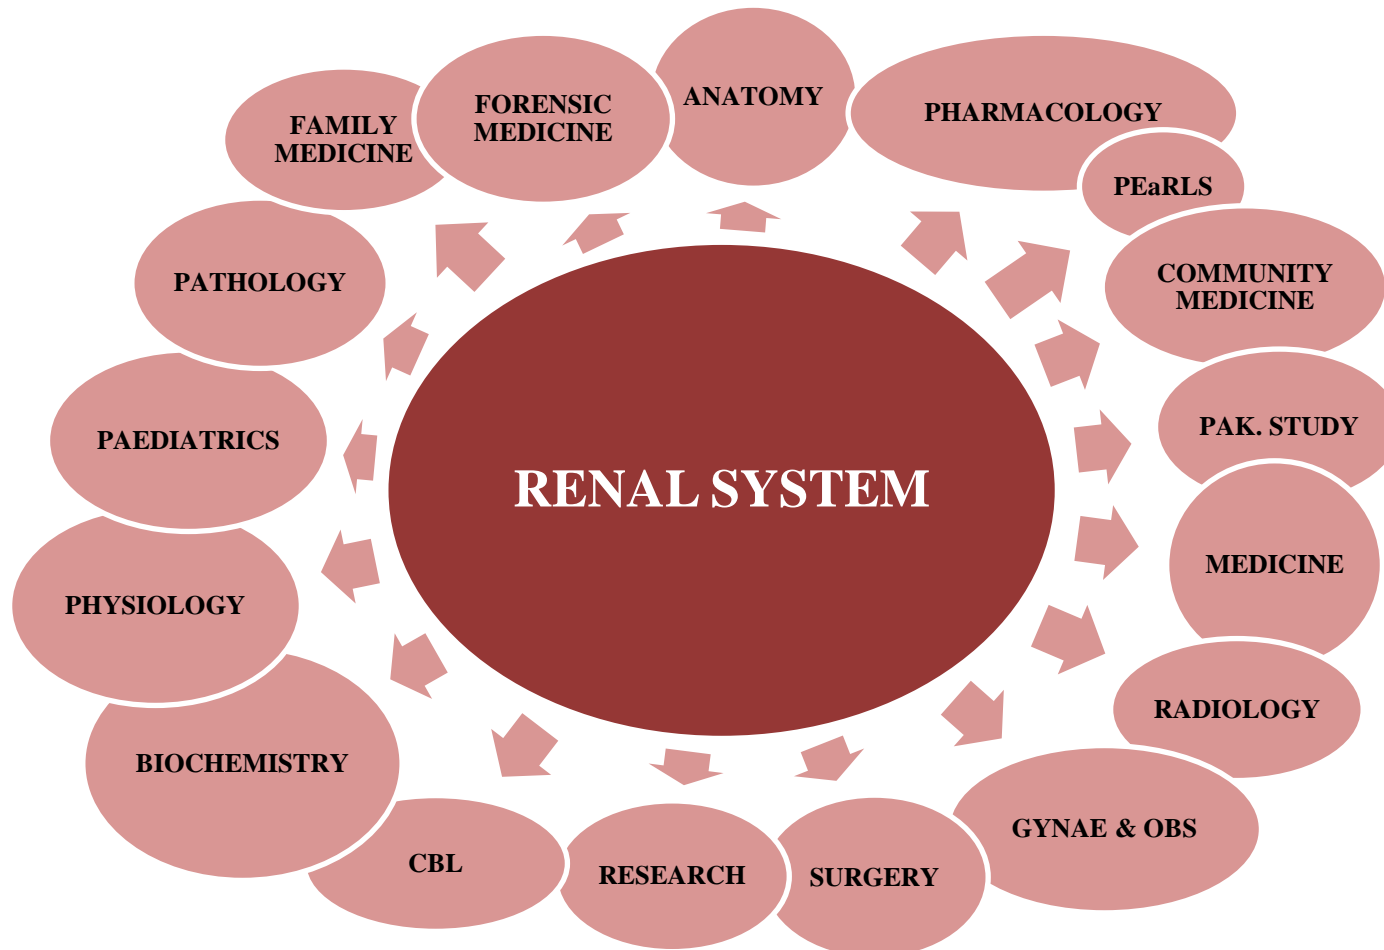 ANATOMY
PHARMACOLOGY
PEaRLS
COMMUNITY
MEDICINE
PAK. STUDY
MEDICINE
RADIOLOGY
GYNAE & OBS
SURGERY
RESEARCH
CBL
BIOCHEMISTRY
PHYSIOLOGY
PAEDIATRICS
PATHOLOGY
FAMILY
MEDICINE
FORENSIC
MEDICINE
RENAL SYSTEM